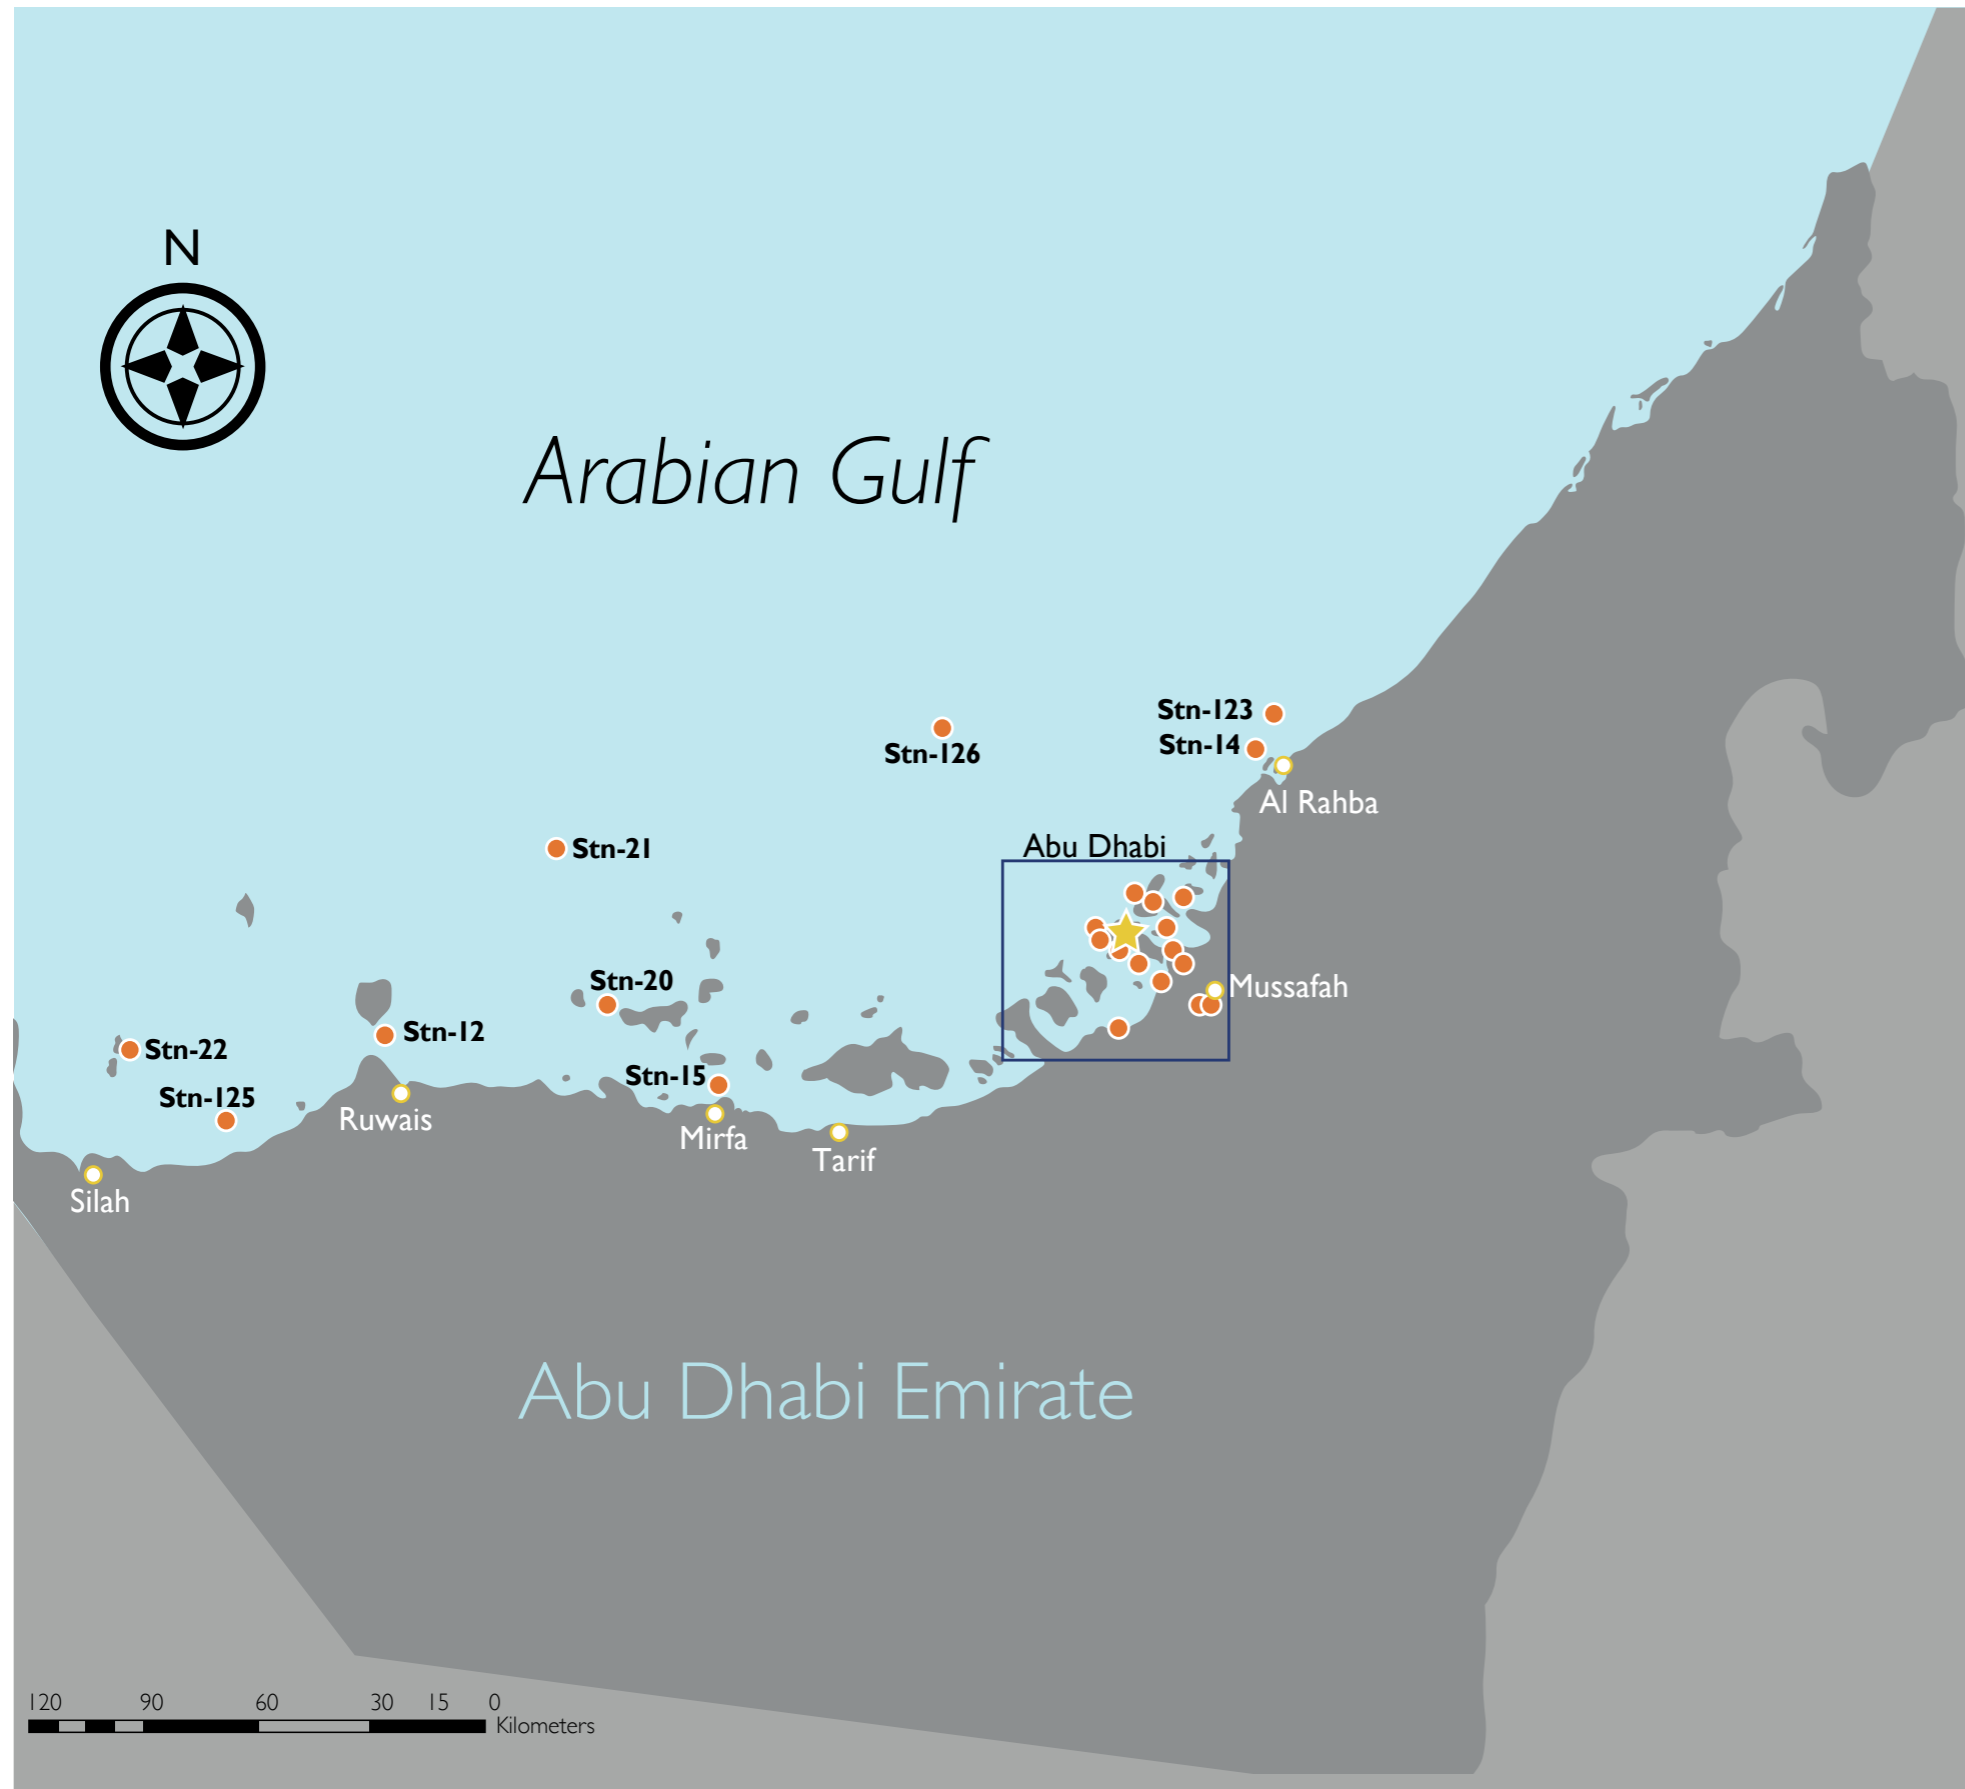 N
Arabian Gulf
Stn-123
Stn-14
Stn-126
Al Rahba
Abu Dhabi
Stn-21
Stn-20
Mussafah
Stn-12
Stn-22
Stn-15
Stn-125
Ruwais
Mirfa
Tarif
Silah
Abu Dhabi Emirate
120 90 60 30 15 0
Kilometers